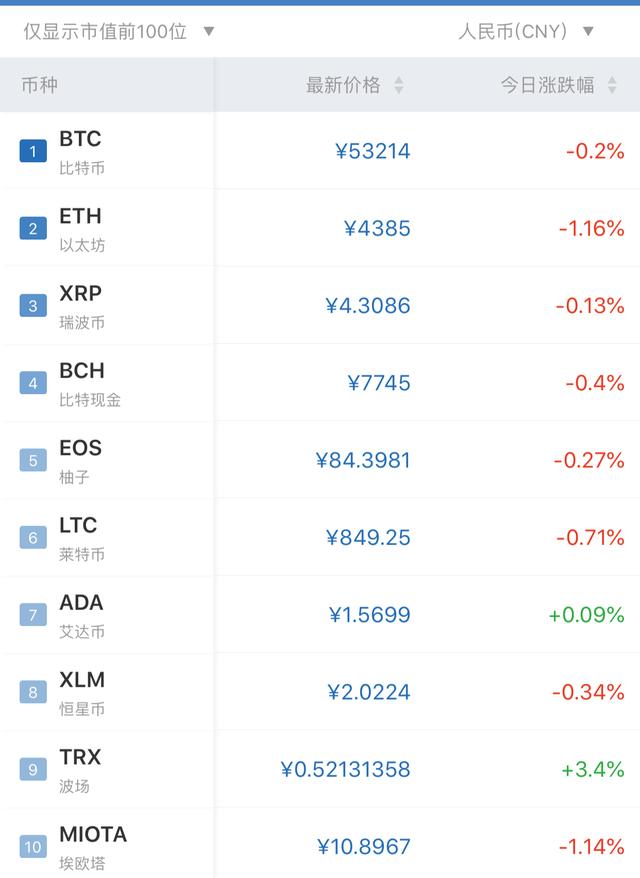 仅显示市值前100位 ▼ 人民币(CNY) ▼
币种 最新价格 今日涨跌幅
1 BTC ¥53214 -0.2%
比特币
2 ETH ¥4385 -1.16%
以太坊
3 XRP ¥4.3086 -0.13%
瑞波币
4 BCH ¥7745 -0.4%
比特现金
5 EOS ¥84.3981 -0.27%
柚子
6 LTC ¥849.25 -0.71%
莱特币
7 ADA ¥1.5699 +0.09%
艾达币
8 XLM ¥2.0224 -0.34%
恒星币
9 TRX ¥0.52131358 +3.4%
波场
10 MIOTA ¥10.8967 -1.14%
埃欧塔